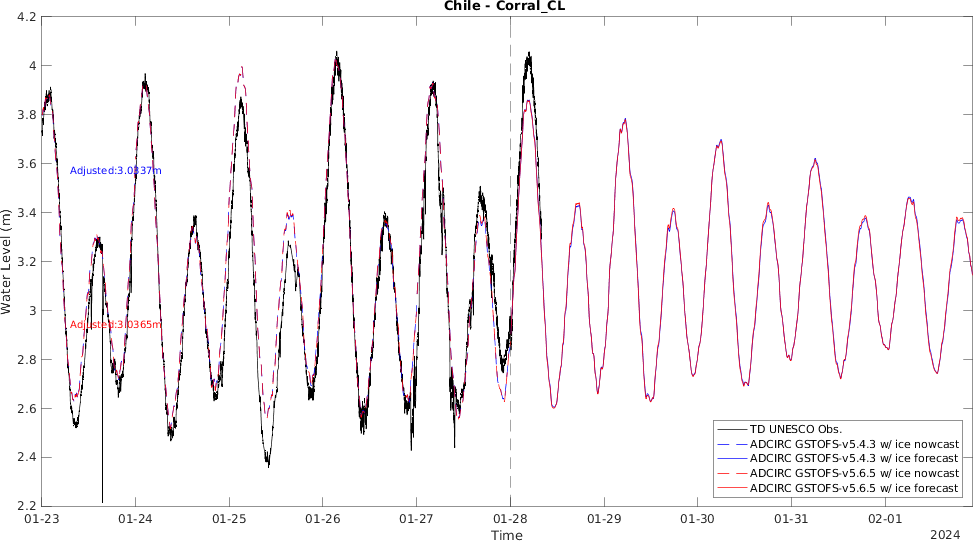 Chile - Corral_CL
4.2
4
3.8
3.6
3.4
3.2
3
2.8
2.6
2.4
2.2
Water Level (m)
Adjusted:3.0337m
Adjusted:3.0365m
TD UNESCO Obs.
ADCIRC GSTOFS-v5.4.3 w/ ice nowcast
ADCIRC GSTOFS-v5.4.3 w/ ice forecast
ADCIRC GSTOFS-v5.6.5 w/ ice nowcast
ADCIRC GSTOFS-v5.6.5 w/ ice forecast
01-23 01-24 01-25 01-26 01-27 01-28 01-29 01-30 01-31 02-01
Time
2024